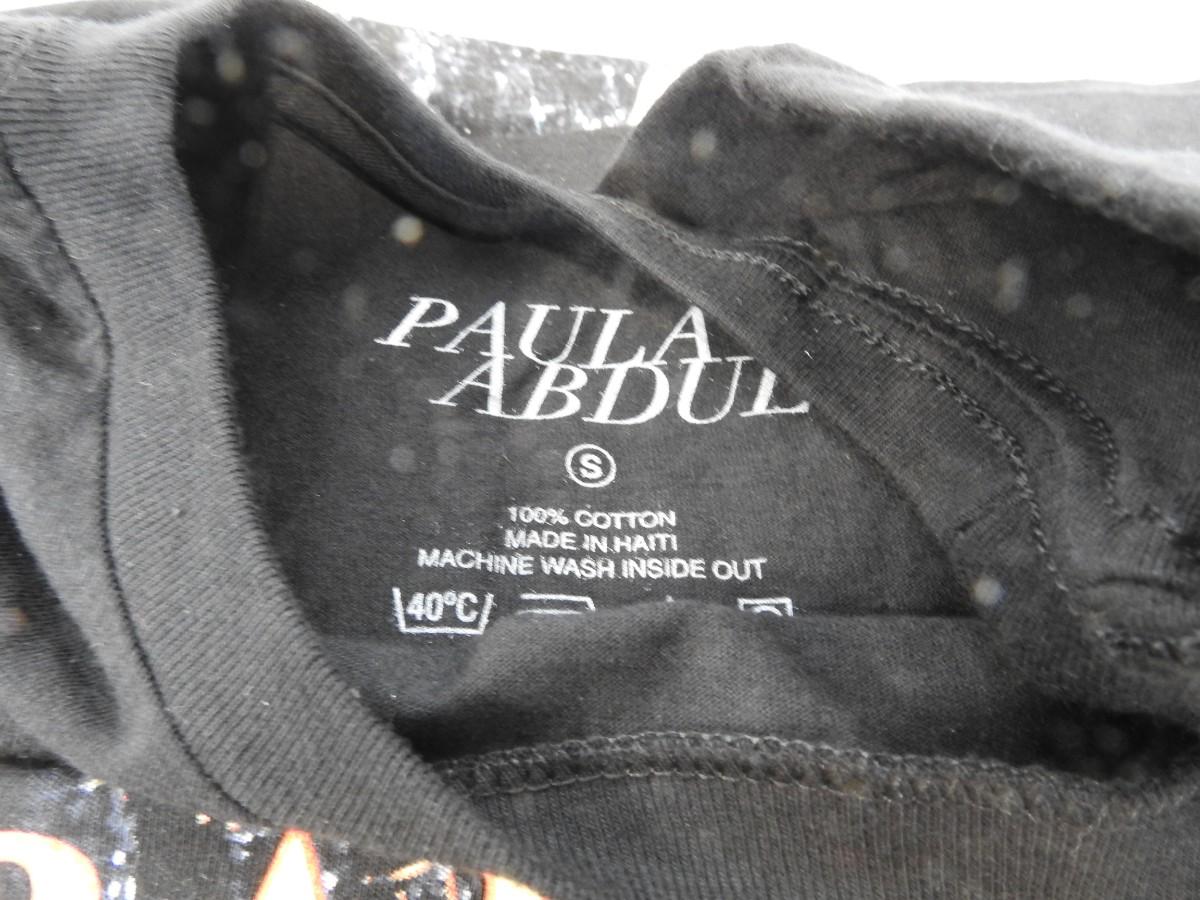 PAULA
ABDUL
S
100% COTTON
MADE IN HAITI
MACHINE WASH INSIDE OUT
40°C